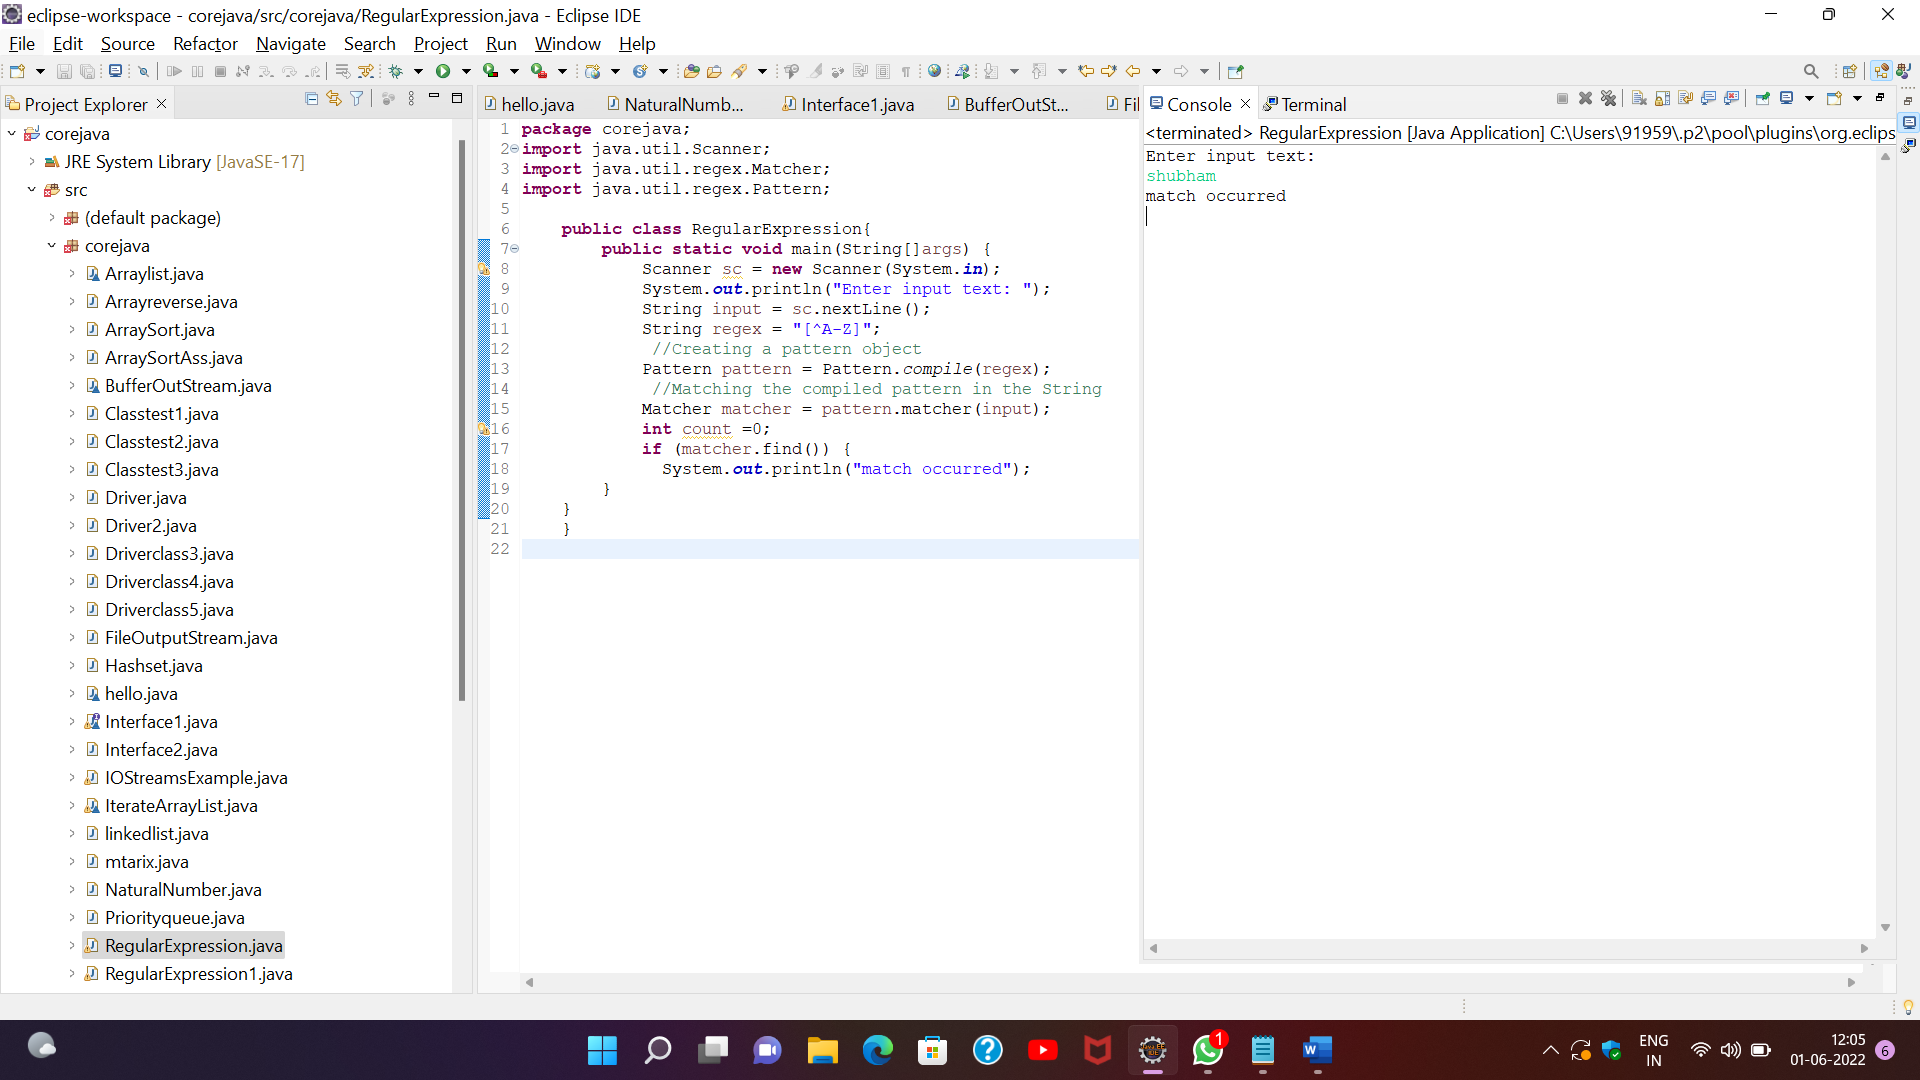 eclipse-workspace - corejava/src/corejava/RegularExpression.java - Eclipse IDE
File Edit Source Refactor Navigate Search Project Run Window Help
Project Explorer
corejava
JRE System Library [JavaSE-17]
src
(default package)
corejava
Arraylist.java
Arrayreverse.java
ArraySort.java
ArraySortAss.java
BufferOutStream.java
Classtest1.java
Classtest2.java
Classtest3.java
Driver.java
Driver2.java
Driverclass3.java
Driverclass4.java
Driverclass5.java
FileOutputStream.java
Hashset.java
hello.java
Interface1.java
Interface2.java
IOStreamsExample.java
IterateArrayList.java
linkedlist.java
mtarix.java
NaturalNumber.java
Priorityqueue.java
RegularExpression.java
RegularExpression1.java
hello.java NaturalNumb... Interface1.java BufferOutSt... Fil
1 package corejava;
2 import java.util.Scanner;
3 import java.util.regex.Matcher;
4 import java.util.regex.Pattern;
5
6 public class RegularExpression{
7 public static void main(String[]args) {
8 Scanner sc = new Scanner(System.in);
9 System.out.println("Enter input text: ");
10 String input = sc.nextLine();
11 String regex = "[^A-Z]";
12 //Creating a pattern object
13 Pattern pattern = Pattern.compile(regex);
14 //Matching the compiled pattern in the String
15 Matcher matcher = pattern.matcher(input);
16 int count =0;
17 if (matcher.find()) {
18 System.out.println("match occurred");
19 }
20 }
21 }
22
Console Terminal
<terminated> RegularExpression [Java Application] C:\Users\91959\.p2\pool\plugins\org.eclips
Enter input text:
shubham
match occurred
1
ENG
IN
12:05
01-06-2022
6